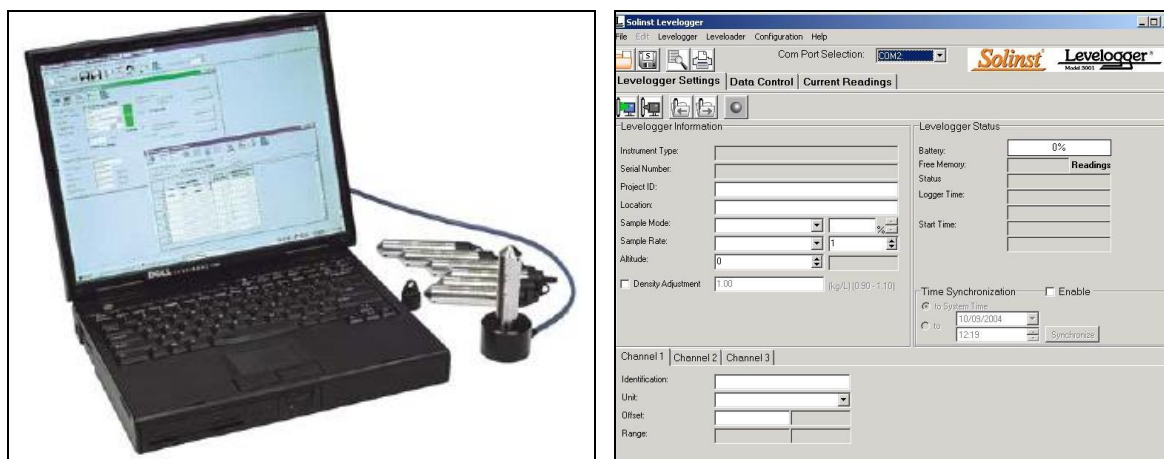 DELL
Solinst Levelogger
File Edit Levelogger Leveloader Configuration Help
Com Port Selection: COM2:
Solinst Levelogger
Model 3001
Levelogger Settings Data Control Current Readings
Levelogger Information
Instrument Type:
Serial Number:
Project ID:
Location:
Sample Mode: %
Sample Rate: 1
Altitude: 0
Density Adjustment 1.00 (kg/L) (0.90 - 1.10)
Levelogger Status
Battery: 0%
Free Memory: Readings
Status
Logger Time:
Start Time:
Time Synchronization Enable
to System Time
to 10/09/2004
12:19 Synchronize
Channel 1 Channel 2 Channel 3
Identification:
Unit:
Offset:
Range: